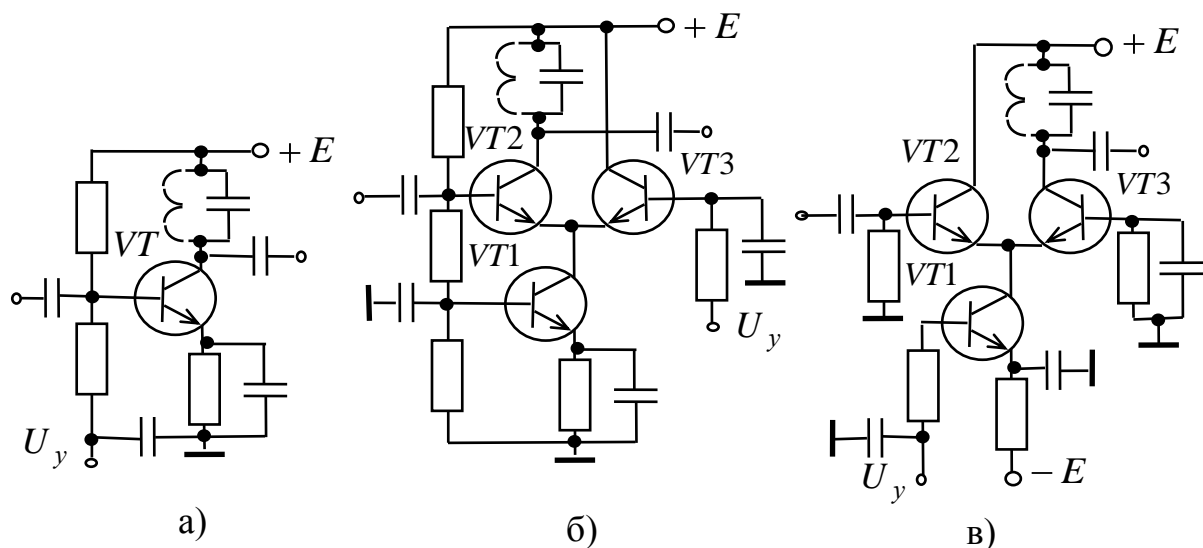 + E
VT
U y
а)
+ E
VT2
VT3
VT1
U y
б)
+ E
VT2
VT3
VT1
U y
– E
в)